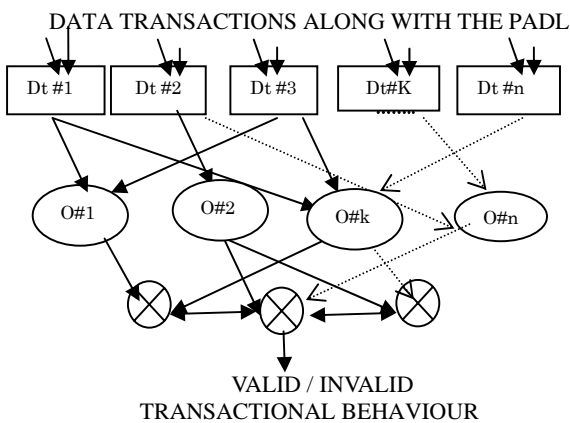 DATA TRANSACTIONS ALONG WITH THE PADL
Dt #1 Dt #2 Dt #3 Dt#K Dt #n
O#1 O#2 O#k O#n
VALID / INVALID
TRANSACTIONAL BEHAVIOUR